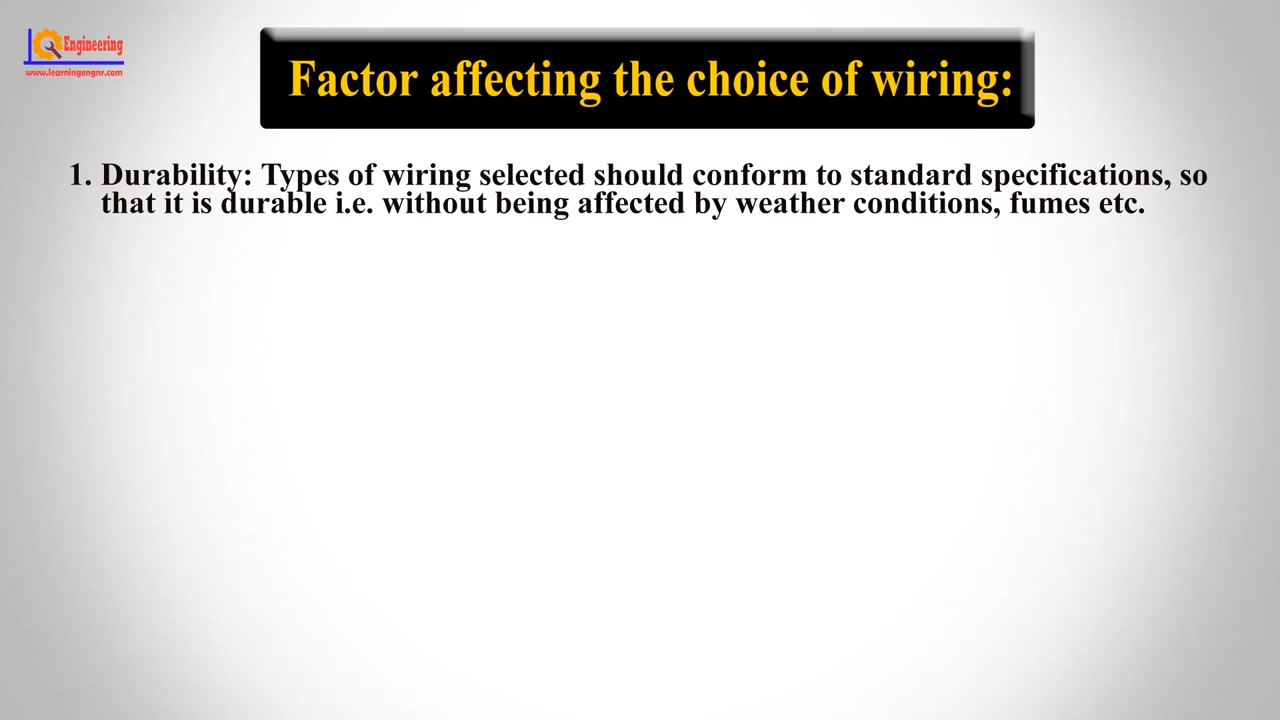 Engineering
www.learningengnr.com
Factor affecting the choice of wiring:
1. Durability: Types of wiring selected should conform to standard specifications, so
that it is durable i.e. without being affected by weather conditions, fumes etc.